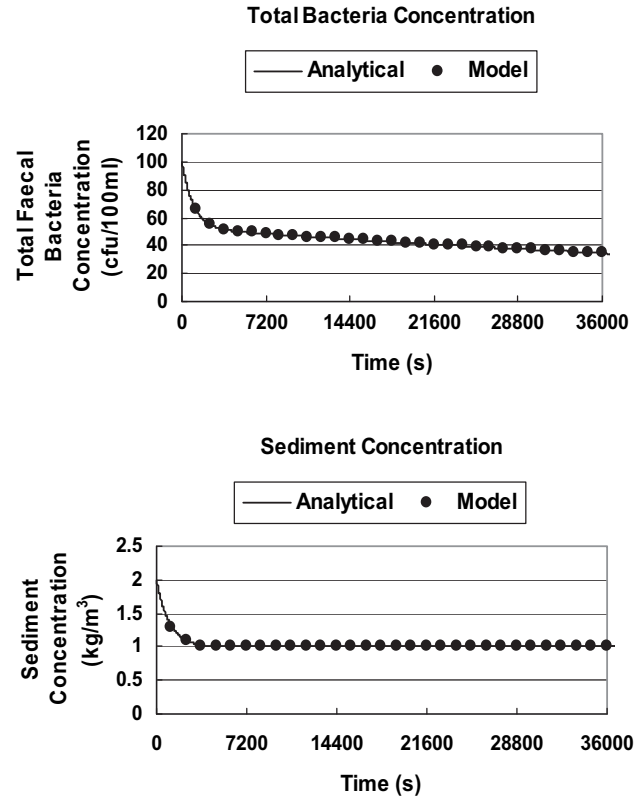 Total Bacteria Concentration
Analytical Model
Total Faecal
Bacteria
Concentration
(cfu/100ml)
120
100
80
60
40
20
0
0 7200 14400 21600 28800 36000
Time (s)
Sediment Concentration
Analytical Model
Sediment
Concentration
(kg/m³)
2.5
2
1.5
1
0.5
0
0 7200 14400 21600 28800 36000
Time (s)